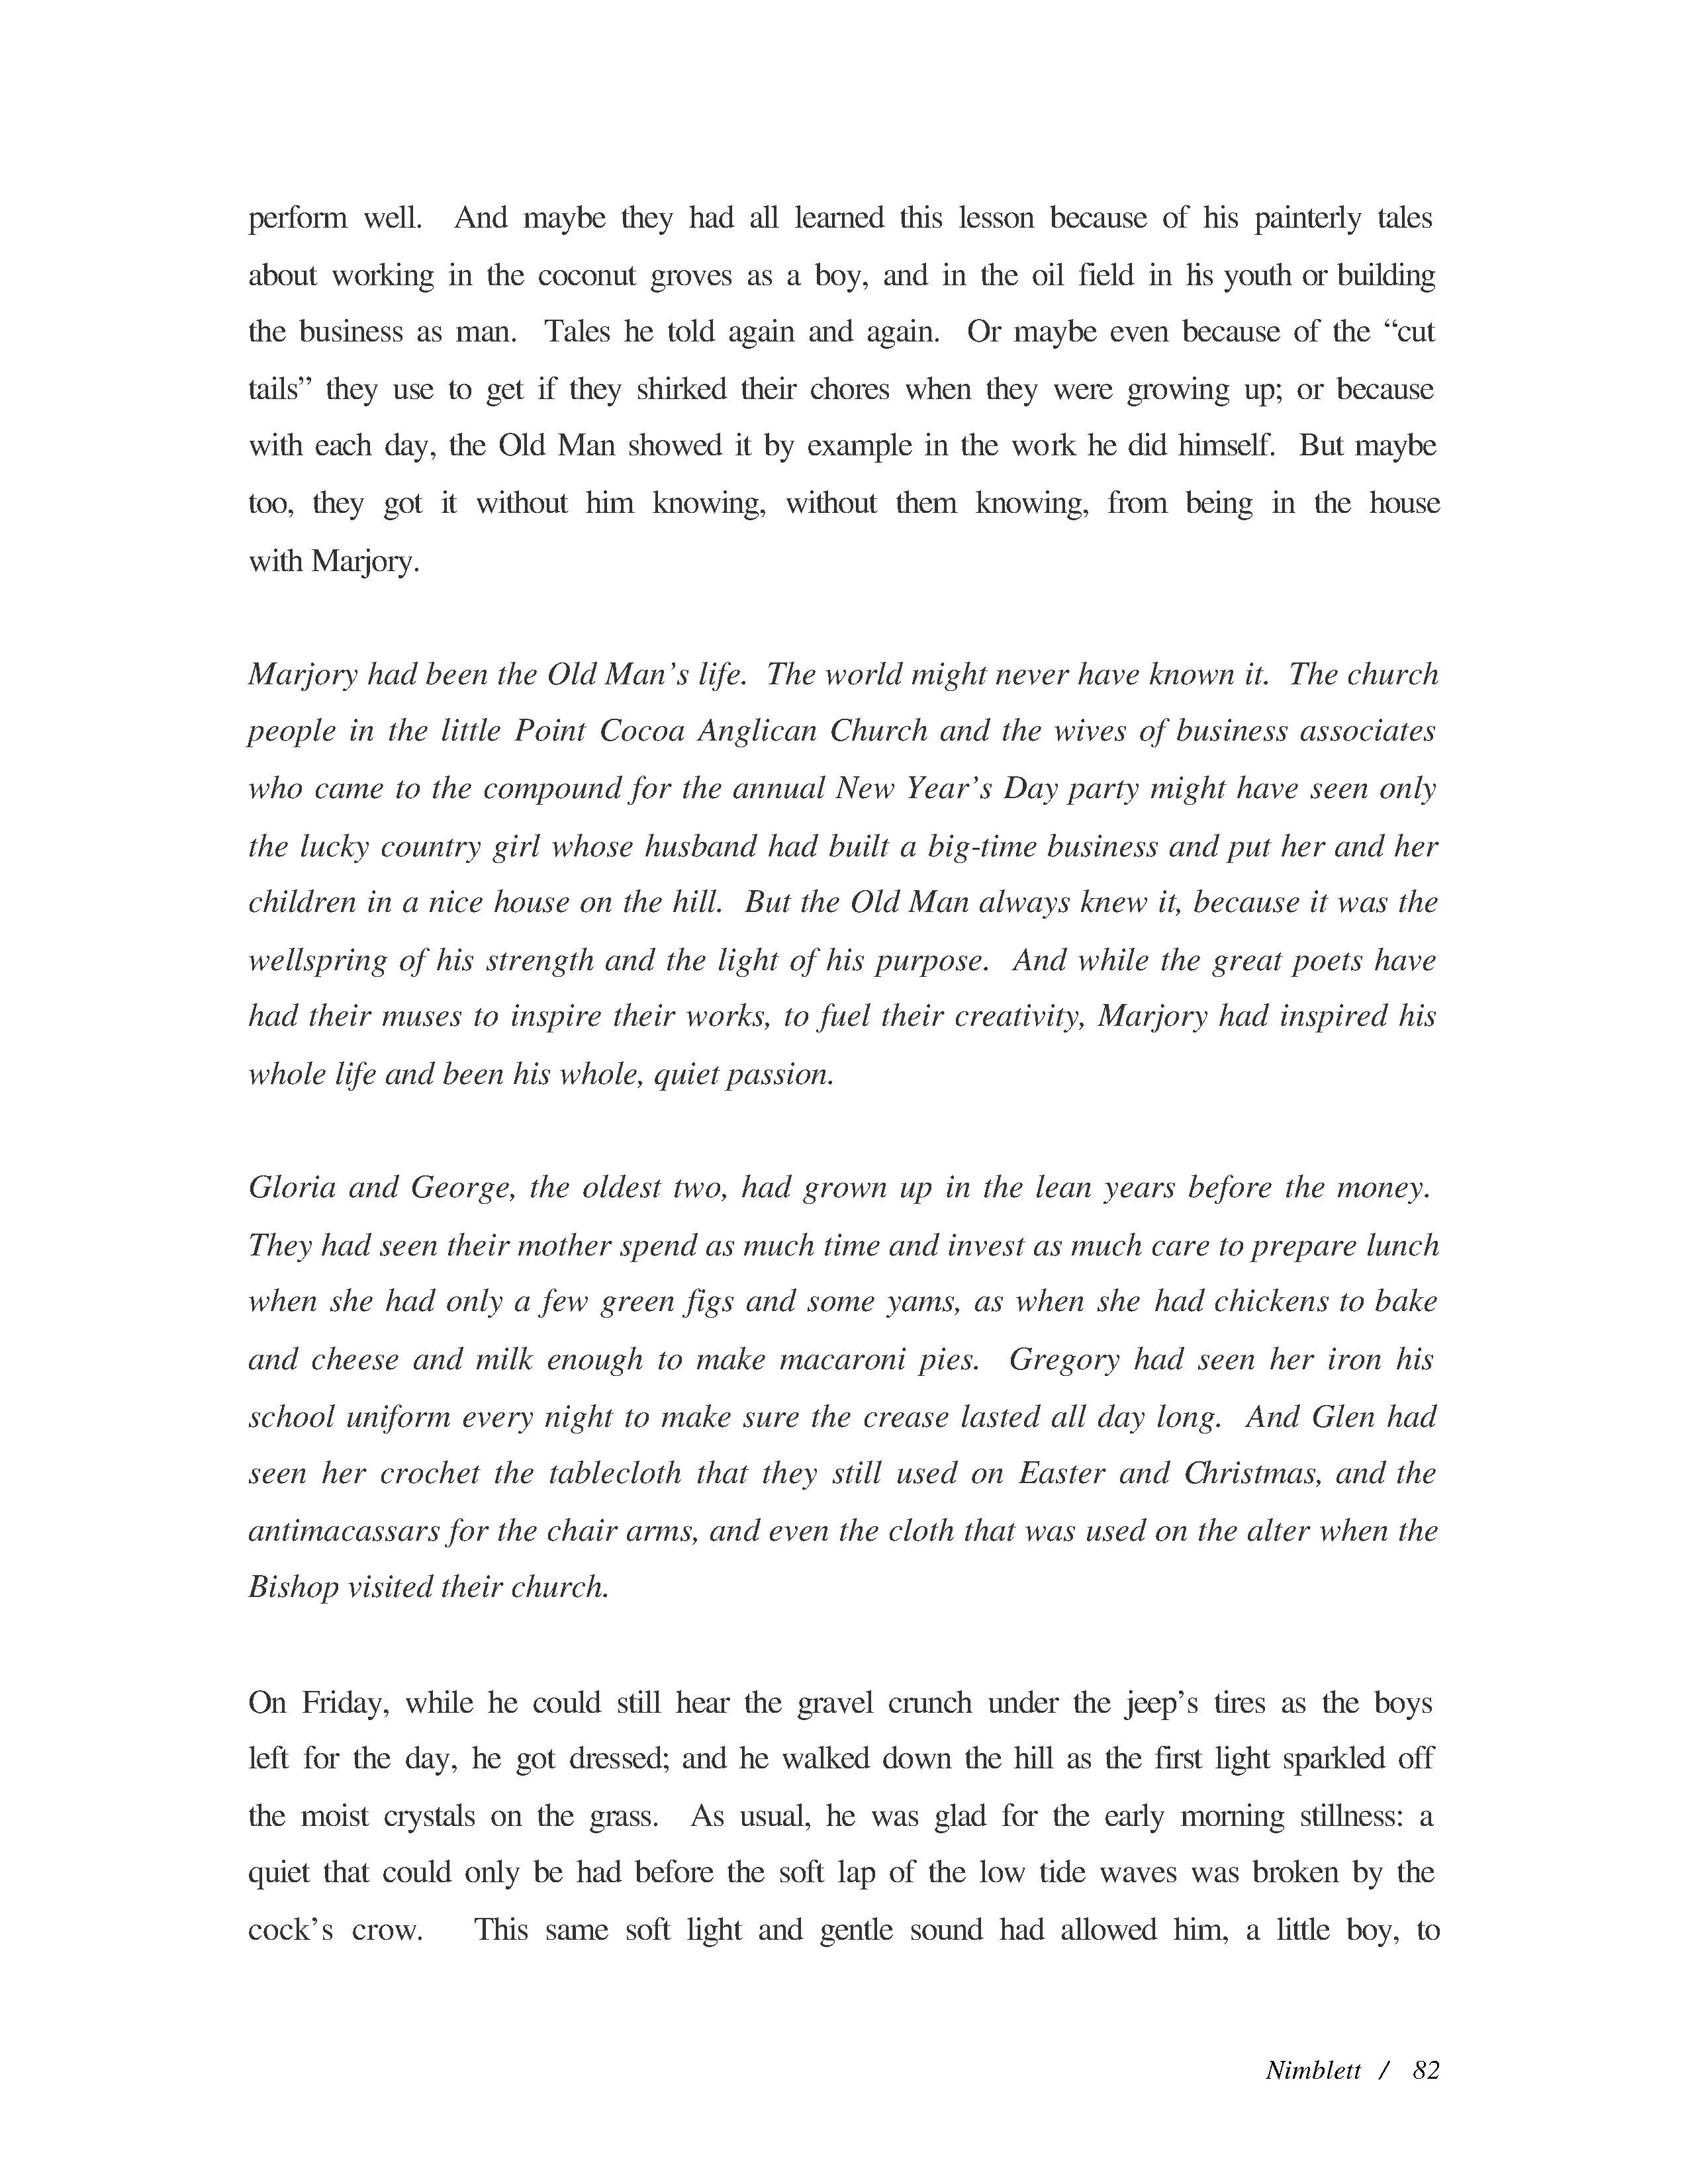 perform well. And maybe they had all learned this lesson because of his painterly tales
about working in the coconut groves as a boy, and in the oil field in his youth or building
the business as man. Tales he told again and again. Or maybe even because of the “cut
tails” they use to get if they shirked their chores when they were growing up; or because
with each day, the Old Man showed it by example in the work he did himself. But maybe
too, they got it without him knowing, without them knowing, from being in the house
with Marjory.
Marjory had been the Old Man’s life. The world might never have known it. The church
people in the little Point Cocoa Anglican Church and the wives of business associates
who came to the compound for the annual New Year’s Day party might have seen only
the lucky country girl whose husband had built a big-time business and put her and her
children in a nice house on the hill. But the Old Man always knew it, because it was the
wellspring of his strength and the light of his purpose. And while the great poets have
had their muses to inspire their works, to fuel their creativity, Marjory had inspired his
whole life and been his whole, quiet passion.
Gloria and George, the oldest two, had grown up in the lean years before the money.
They had seen their mother spend as much time and invest as much care to prepare lunch
when she had only a few green figs and some yams, as when she had chickens to bake
and cheese and milk enough to make macaroni pies. Gregory had seen her iron his
school uniform every night to make sure the crease lasted all day long. And Glen had
seen her crochet the tablecloth that they still used on Easter and Christmas, and the
antimacassars for the chair arms, and even the cloth that was used on the alter when the
Bishop visited their church.
On Friday, while he could still hear the gravel crunch under the jeep’s tires as the boys
left for the day, he got dressed; and he walked down the hill as the first light sparkled off
the moist crystals on the grass. As usual, he was glad for the early morning stillness: a
quiet that could only be had before the soft lap of the low tide waves was broken by the
cock’s crow. This same soft light and gentle sound had allowed him, a little boy, to
Nimblett / 82